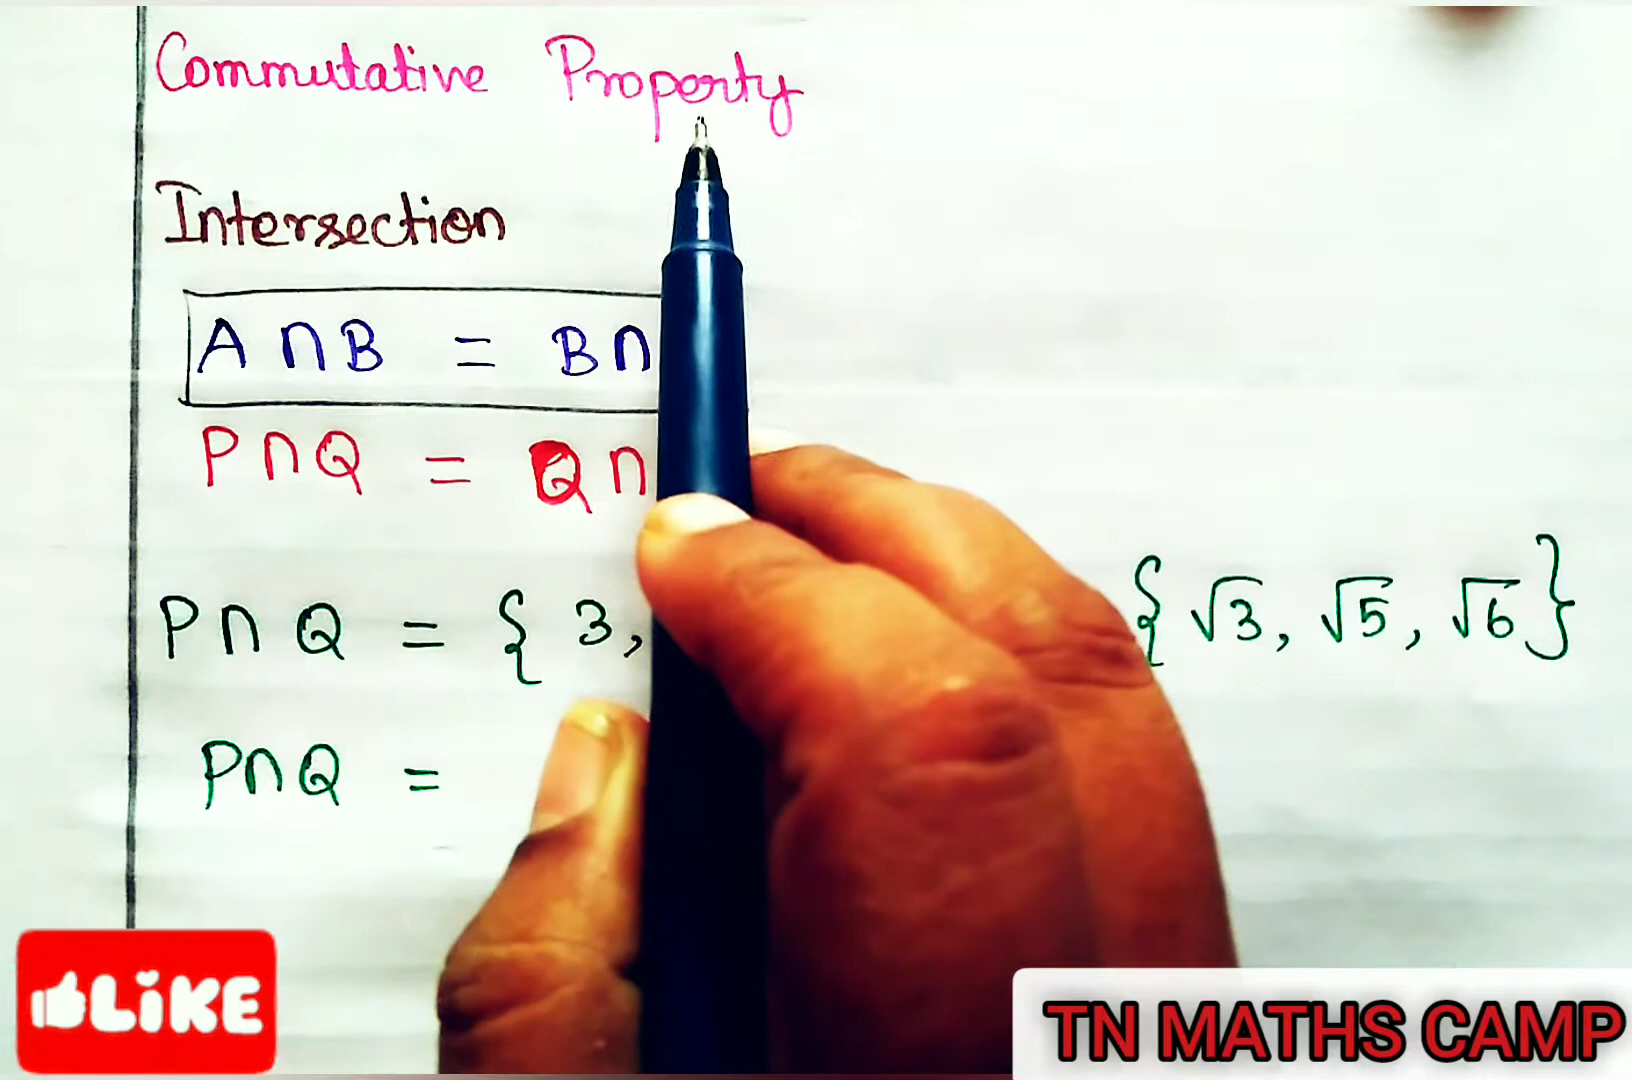 Commutative Property
Intersection
A ∩ B = B ∩
P ∩ Q = Q ∩
P ∩ Q = { 3, { √3, √5, √6 }
P ∩ Q =
LiKE
TN MATHS CAMP